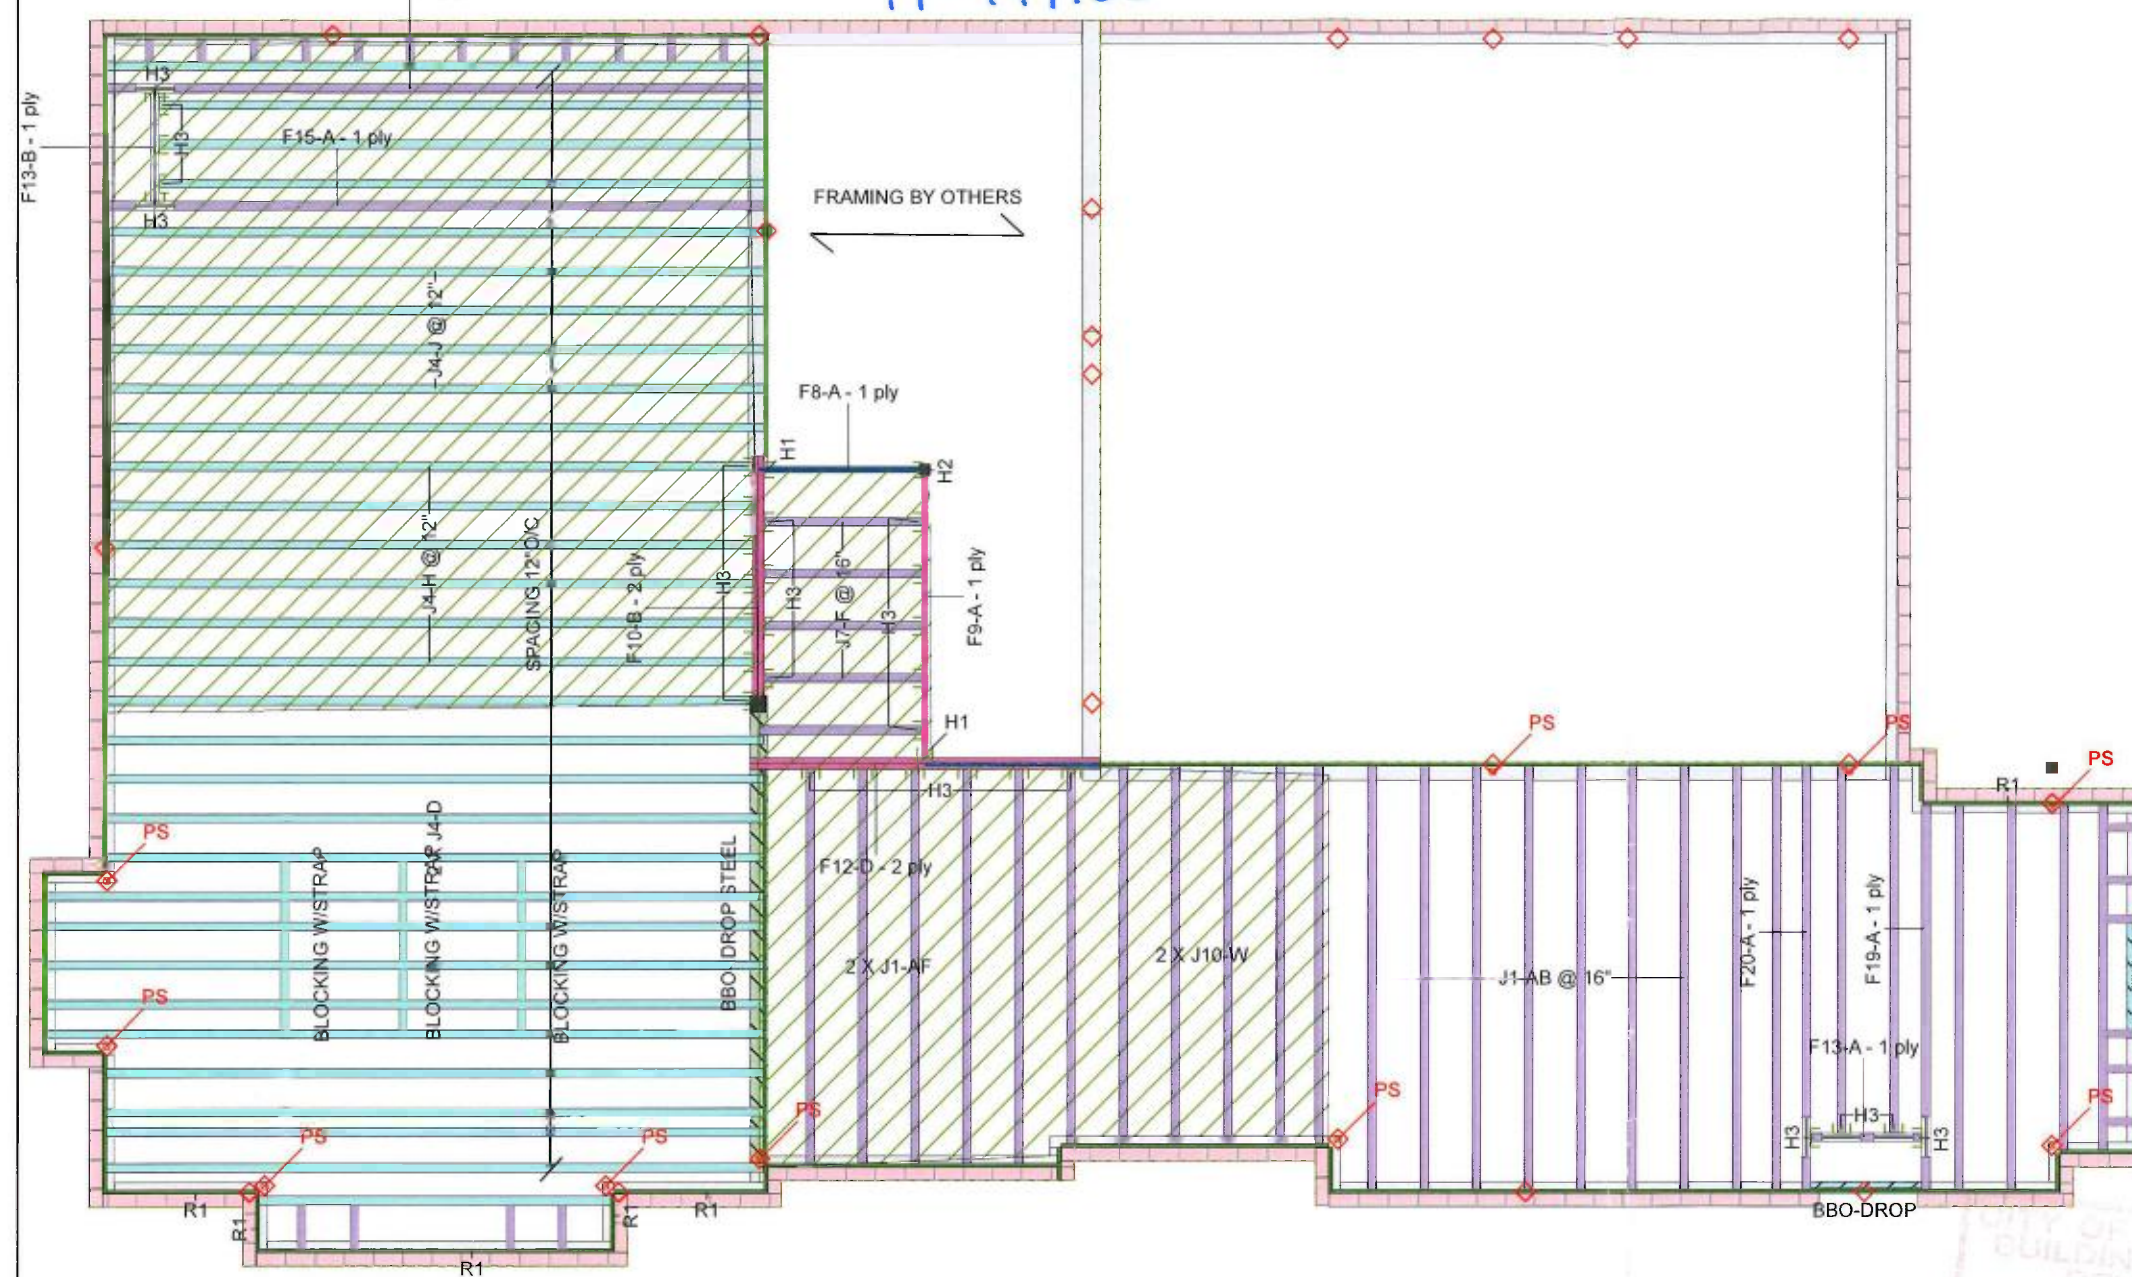 H3
F13-B - 1 ply
H3
F15-A - 1 ply
H3
FRAMING BY OTHERS
J4-J @ 12"
F8-A - 1 ply
H1
H2
J4-H @ 12"
SPACING 12"O/C
F10-B - 2 ply
H3
H3
J7-F @ 16"
H3
F9-A - 1 ply
H1
PS
PS
PS
R1
H3
PS
F12-D - 2 ply
BLOCKING W/STRAP
BLOCKING W/STRAP
J4-D
BLOCKING W/STRAP
BBO-DROP STEEL
2 X J1-AF
2 X J10-W
J1-AB @ 16"
F20-A - 1 ply
F19-A - 1 ply
PS
F13-A - 1 ply
PS
PS
PS
H3
H3
H3
PS
PS
R1
R1
R1
R1
BBO-DROP
R1
CITY OF